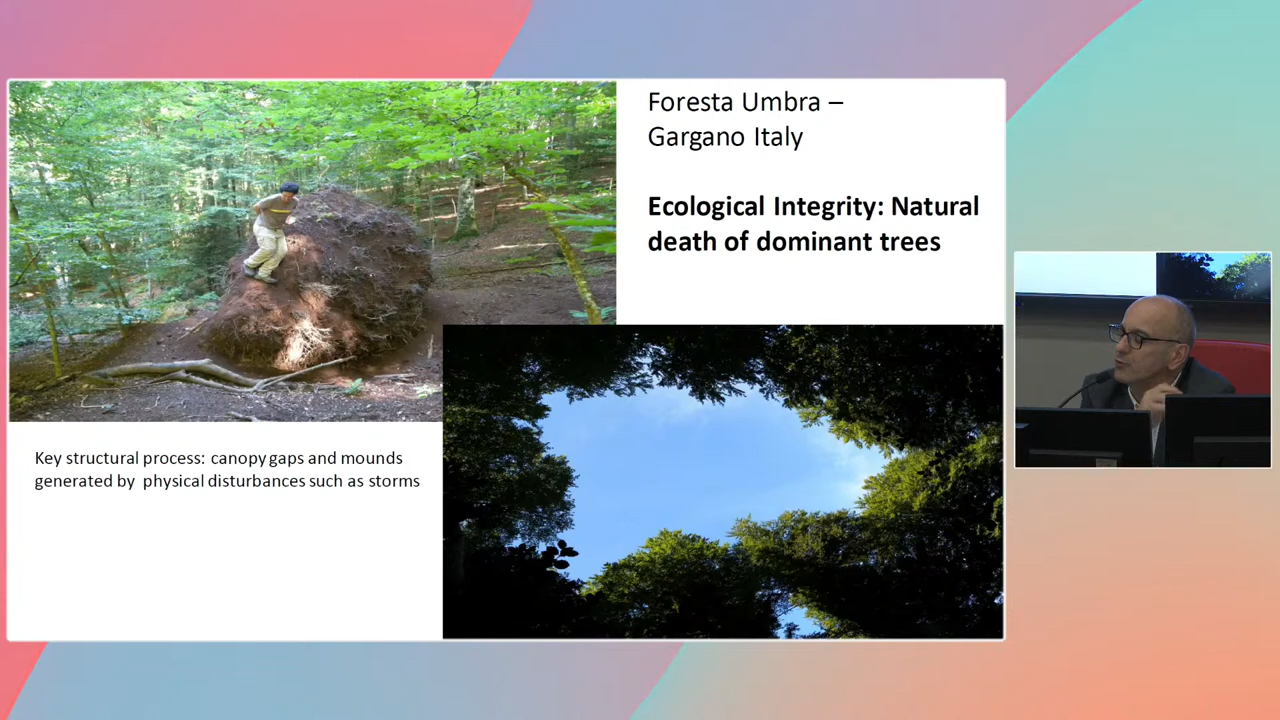 Foresta Umbra –
Gargano Italy
Ecological Integrity: Natural
death of dominant trees
Key structural process: canopy gaps and mounds
generated by physical disturbances such as storms